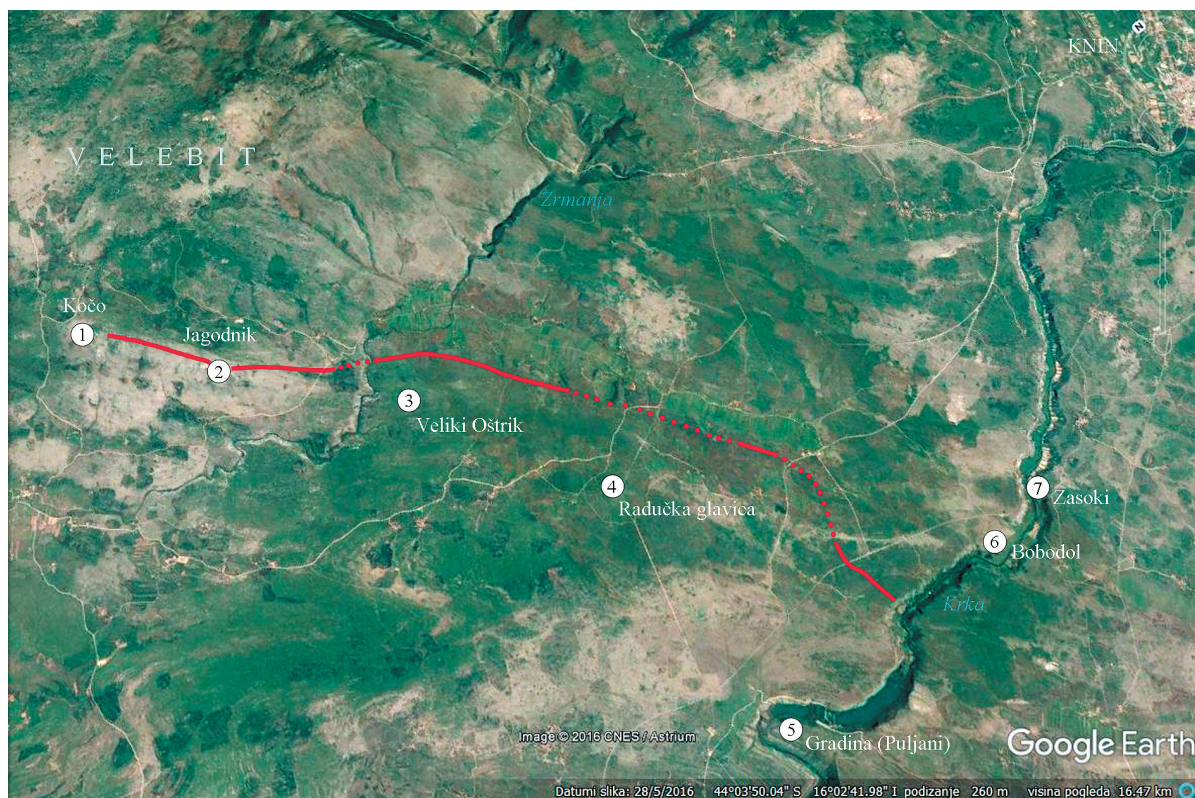 N
KNIN
VELEBIT
Zrmanja
Kočo
1
Jagodnik
2
3
Veliki Oštrik
4
Radučka glavica
7
Žasoki
6
Bobodol
Krka
5
Gradina (Puljani)
Image © 2016 CNES / Astrium
Google Earth
Datumi slika: 28/5/2016 44°03'50.04" S 16°02'41.98" I podizanje 260 m visina pogleda 16.47 km